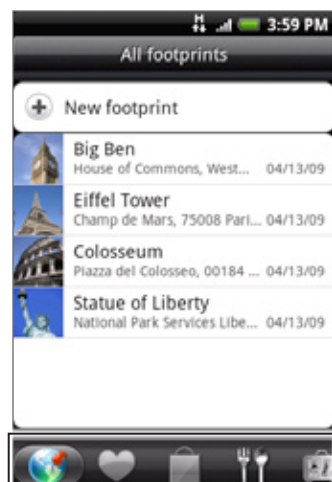 H
3:59 PM
All footprints
New footprint
Big Ben
House of Commons, West... 04/13/09
Eiffel Tower
Champ de Mars, 75008 Pari... 04/13/09
Colosseum
Piazza del Colosseo, 00184 ... 04/13/09
Statue of Liberty
National Park Services Libe... 04/13/09